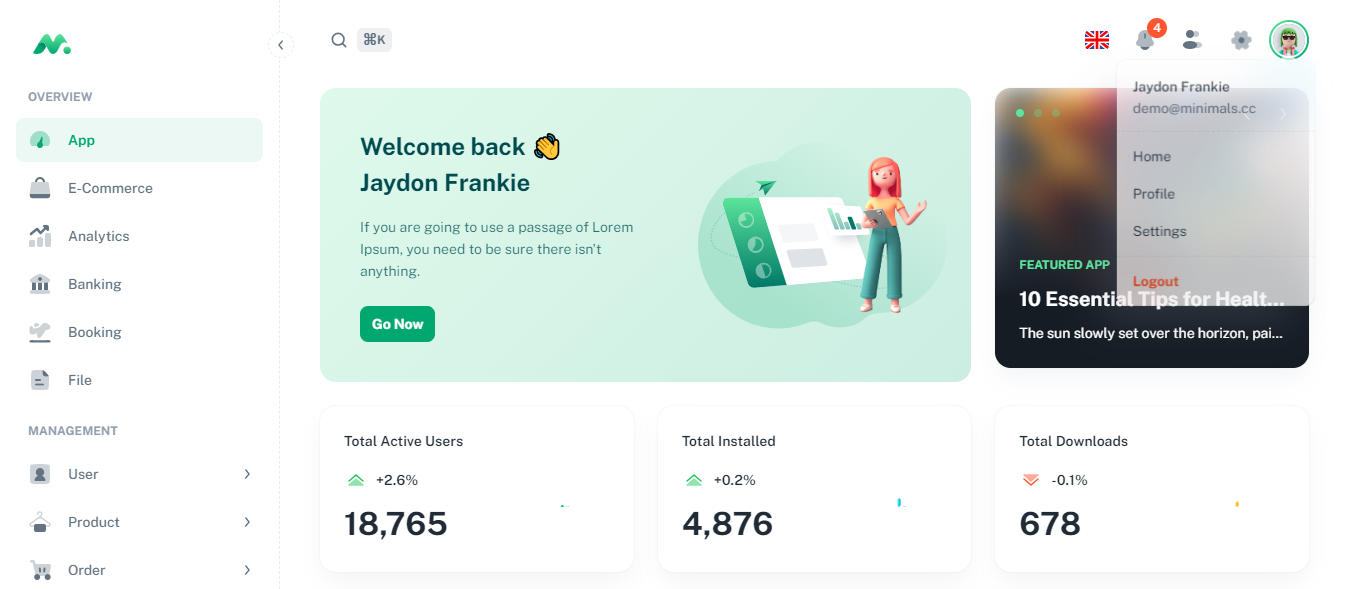 ⌘K
4
OVERVIEW
App
E-Commerce
Analytics
Banking
Booking
File
MANAGEMENT
User
Product
Order
Welcome back 👋
Jaydon Frankie
If you are going to use a passage of Lorem
Ipsum, you need to be sure there isn't
anything.
Go Now
Jaydon Frankie
demo@minimals.cc
Home
Profile
Settings
Logout
FEATURED APP
10 Essential Tips for Healt...
The sun slowly set over the horizon, pai...
Total Active Users
+2.6%
18,765
Total Installed
+0.2%
4,876
Total Downloads
-0.1%
678